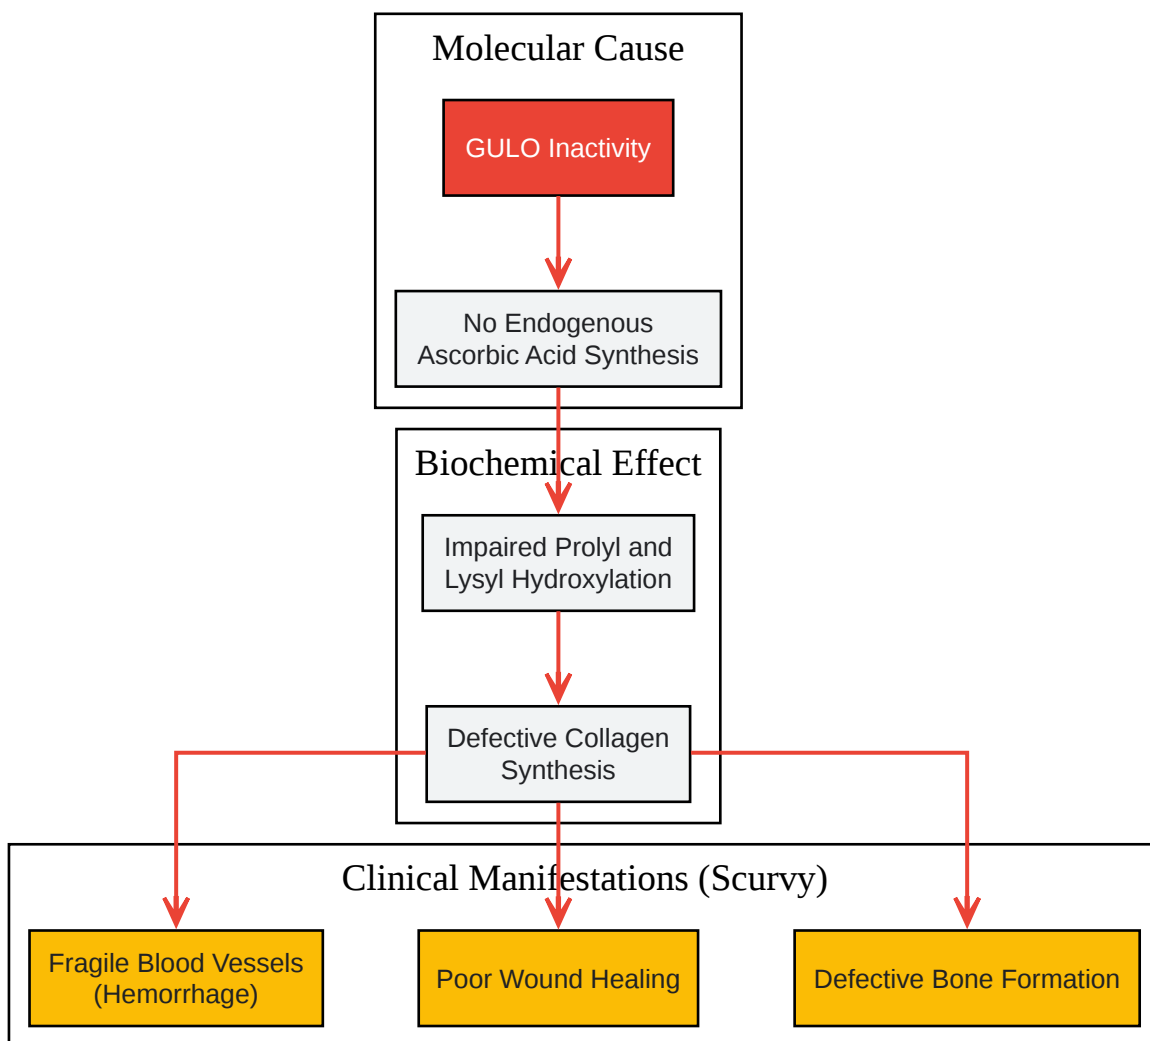 Molecular Cause
GULO Inactivity
No Endogenous
Ascorbic Acid Synthesis
Biochemical Effect
Impaired Prolyl and
Lysyl Hydroxylation
Defective Collagen
Synthesis
Clinical Manifestations (Scurvy)
Fragile Blood Vessels
(Hemorrhage)
Poor Wound Healing
Defective Bone Formation